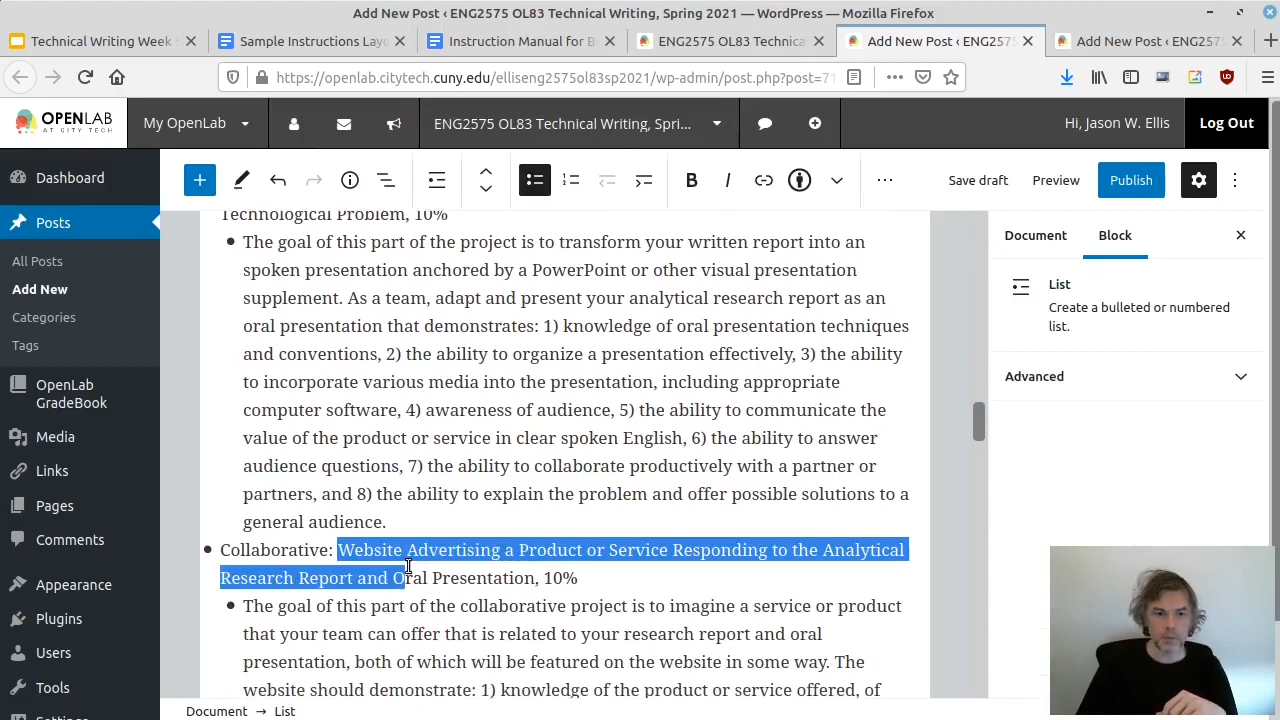 Add New Post ‹ ENG2575 OL83 Technical Writing, Spring 2021 — WordPress — Mozilla Firefox
Technical Writing Week
Sample Instructions Layo
Instruction Manual for B
ENG2575 OL83 Technica
Add New Post ‹ ENG257
Add New Post ‹ ENG257
https://openlab.citytech.cuny.edu/elliseng2575ol83sp2021/wp-admin/post.php?post=71
OPENLAB
AT CITY TECH
My OpenLab
ENG2575 OL83 Technical Writing, Spri...
Hi, Jason W. Ellis
Log Out
Dashboard
Posts
All Posts
Add New
Categories
Tags
OpenLab
GradeBook
Media
Links
Pages
Comments
Appearance
Plugins
Users
Tools
Save draft
Preview
Publish
Technological Problem, 10%
The goal of this part of the project is to transform your written report into an
spoken presentation anchored by a PowerPoint or other visual presentation
supplement. As a team, adapt and present your analytical research report as an
oral presentation that demonstrates: 1) knowledge of oral presentation techniques
and conventions, 2) the ability to organize a presentation effectively, 3) the ability
to incorporate various media into the presentation, including appropriate
computer software, 4) awareness of audience, 5) the ability to communicate the
value of the product or service in clear spoken English, 6) the ability to answer
audience questions, 7) the ability to collaborate productively with a partner or
partners, and 8) the ability to explain the problem and offer possible solutions to a
general audience.
Collaborative: Website Advertising a Product or Service Responding to the Analytical
Research Report and Oral Presentation, 10%
The goal of this part of the collaborative project is to imagine a service or product
that your team can offer that is related to your research report and oral
presentation, both of which will be featured on the website in some way. The
website should demonstrate: 1) knowledge of the product or service offered, of
Document
Block
List
Create a bulleted or numbered
list.
Advanced
Document → List